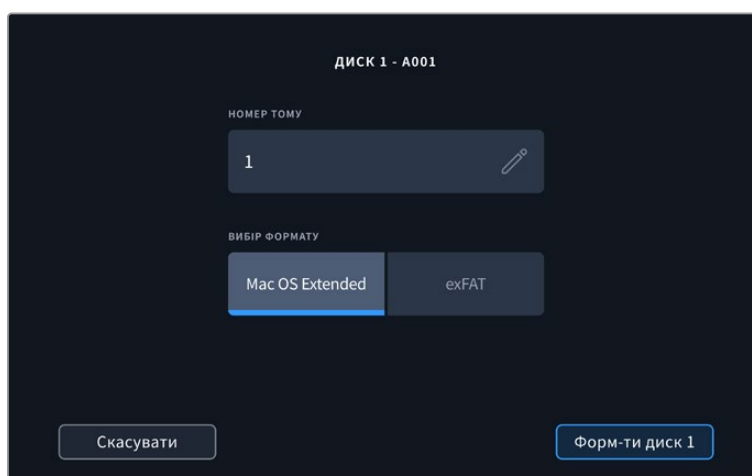 ДИСК 1 - A001
НОМЕР ТОМУ
1
ВИБІР ФОРМАТУ
Mac OS Extended
exFAT
Скасувати
Форм-ти диск 1